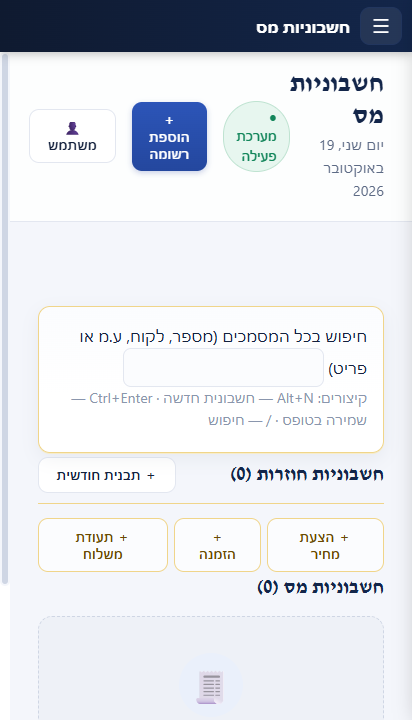 ☰ חשבוניות מס
חשבוניות
מס
יום שני, 19
באוקטובר
2026
●
מערכת
פעילה
+
הוספת
רשומה
👤
משתמש
חיפוש בכל המסמכים (מספר, לקוח, ע.מ או
פריט)
קיצורים: Alt+N — חשבונית חדשה · Ctrl+Enter —
שמירה בטופס · / — חיפוש
חשבוניות חוזרות (0)
+ תבנית חודשית
+ הצעת
מחיר
+
הזמנה
+ תעודת
משלוח
חשבוניות מס (0)